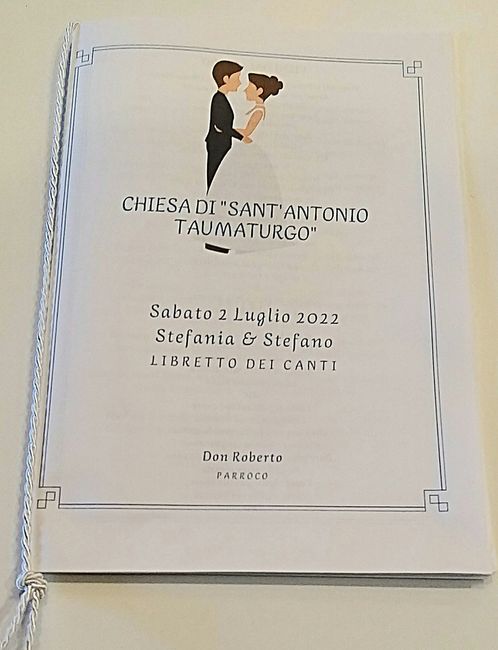 CHIESA DI "SANT'ANTONIO
TAUMATURGO"
Sabato 2 Luglio 2022
Stefania & Stefano
LIBRETTO DEI CANTI
Don Roberto
PARROCO